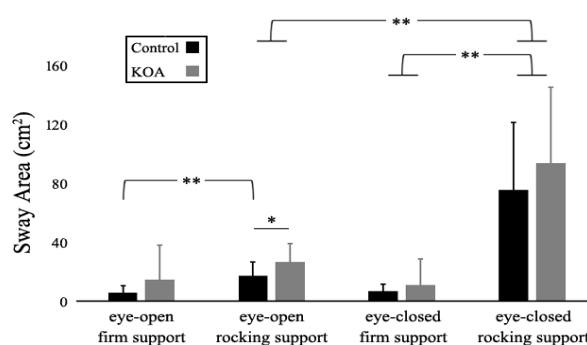 **
Control
KOA
**
160
120
80
40
0
Sway Area (cm²)
**
*
eye-open
firm support
eye-open
rocking support
eye-closed
firm support
eye-closed
rocking support